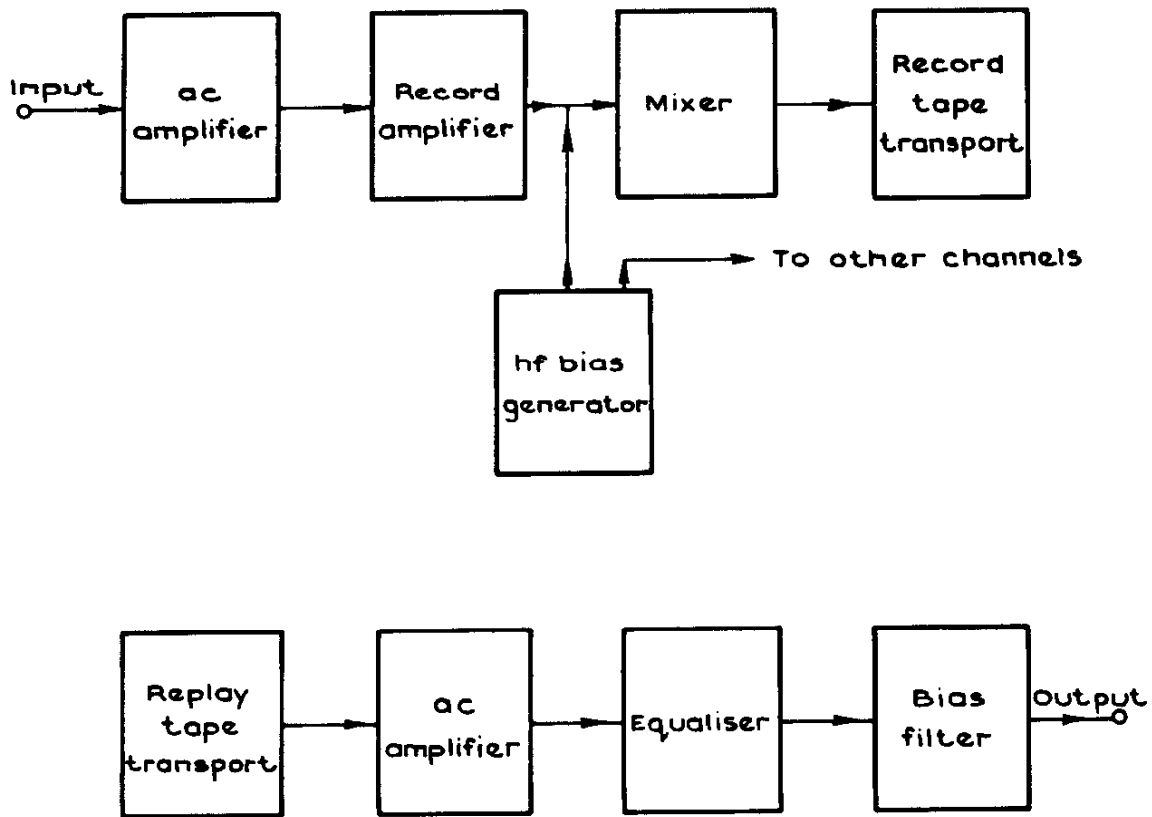 Input
ac
amplifier
Record
amplifier
Mixer
Record
tape
transport
To other channels
hf bias
generator
Replay
tape
transport
ac
amplifier
Equaliser
Bias
filter
Output